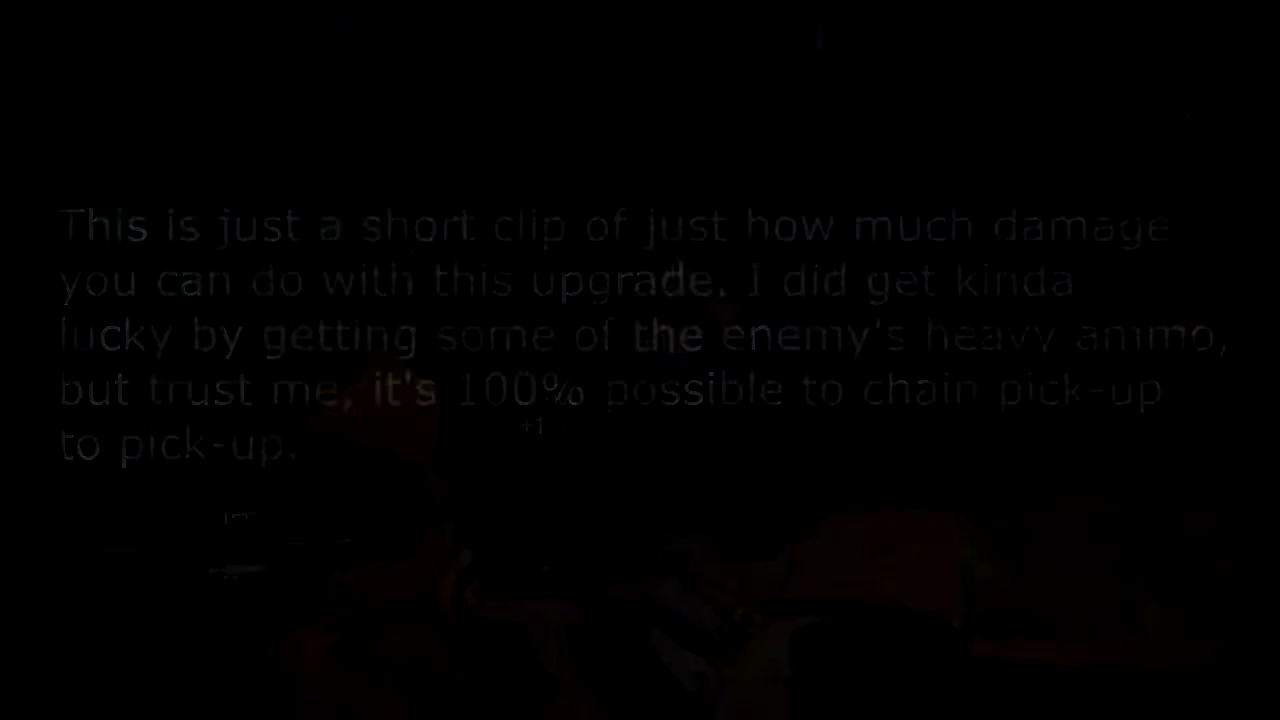 This is just a short clip of just how much damage
you can do with this upgrade. I did get kinda
lucky by getting some of the enemy's heavy ammo,
but trust me, it's 100% possible to chain pick-up
to pick-up.
+1